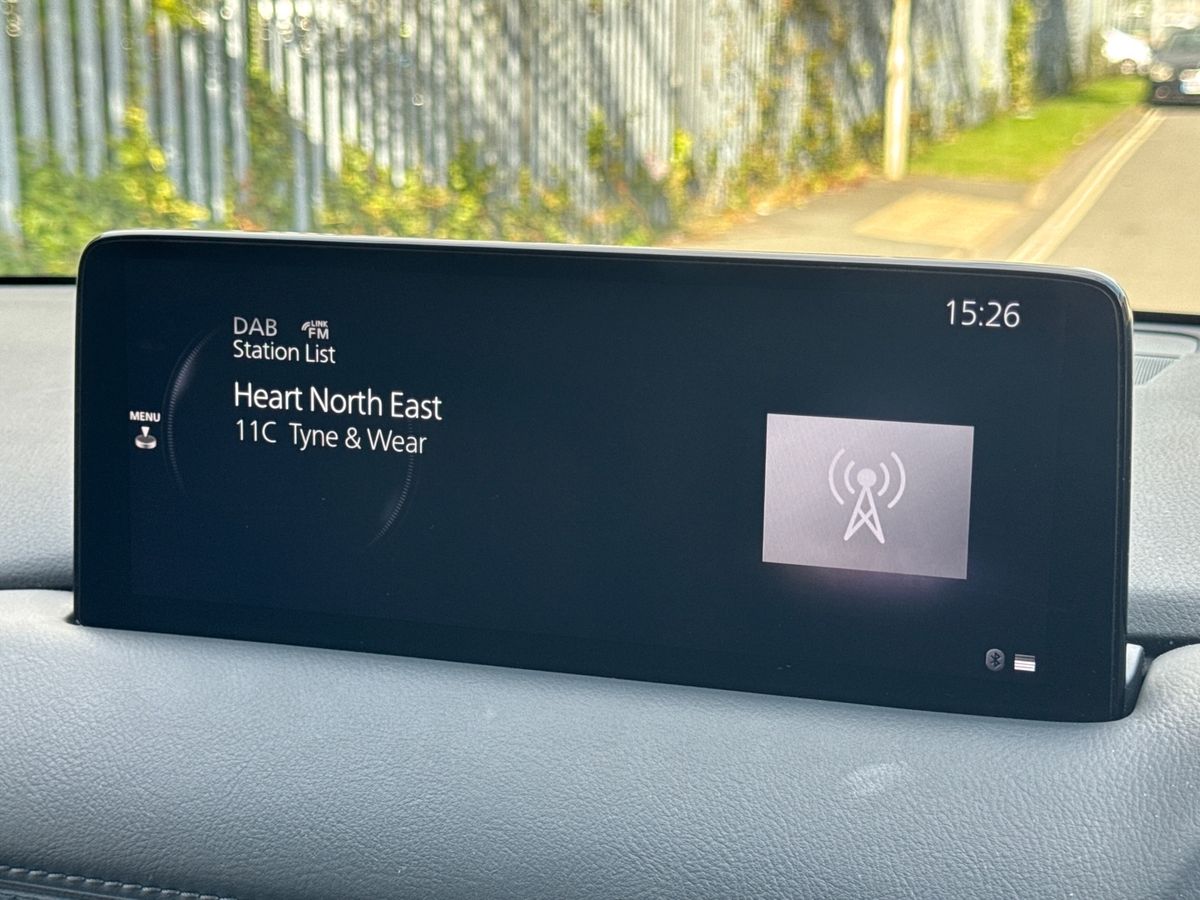 DAB LINK FM
15:26
Station List
Heart North East
MENU
11C Tyne & Wear